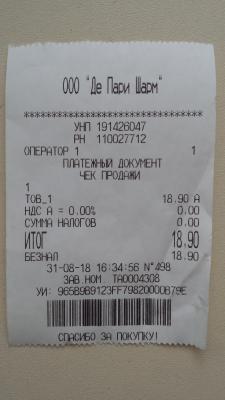 ООО "Де Пари Шарм"
************************************
УНП 191426047
РН 110027712
ОПЕРАТОР 1 1
ПЛАТЕЖНЫЙ ДОКУМЕНТ
ЧЕК ПРОДАЖИ
1
ТОВ_1 18.90 А
НДС А = 0.00% 0.00
СУММА НАЛОГОВ 0.00
ИТОГ 18.90
БЕЗНАЛ 18.90
31-08-18 16:34:56 N°498
ЗАВ.НОМ. ТА0004308
УИ: 9658989123FF79820000B79E
СПАСИБО ЗА ПОКУПКУ!